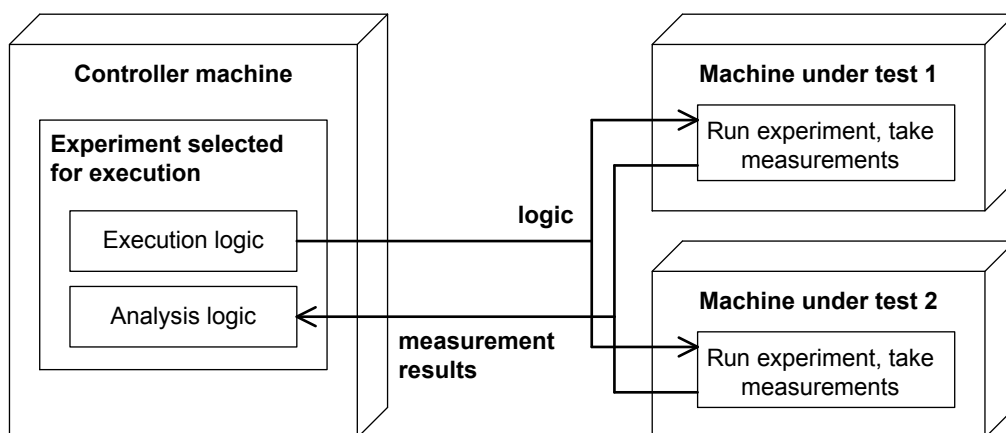 Controller machine
Experiment selected
for execution
Execution logic
Analysis logic
logic
measurement
results
Machine under test 1
Run experiment, take
measurements
Machine under test 2
Run experiment, take
measurements